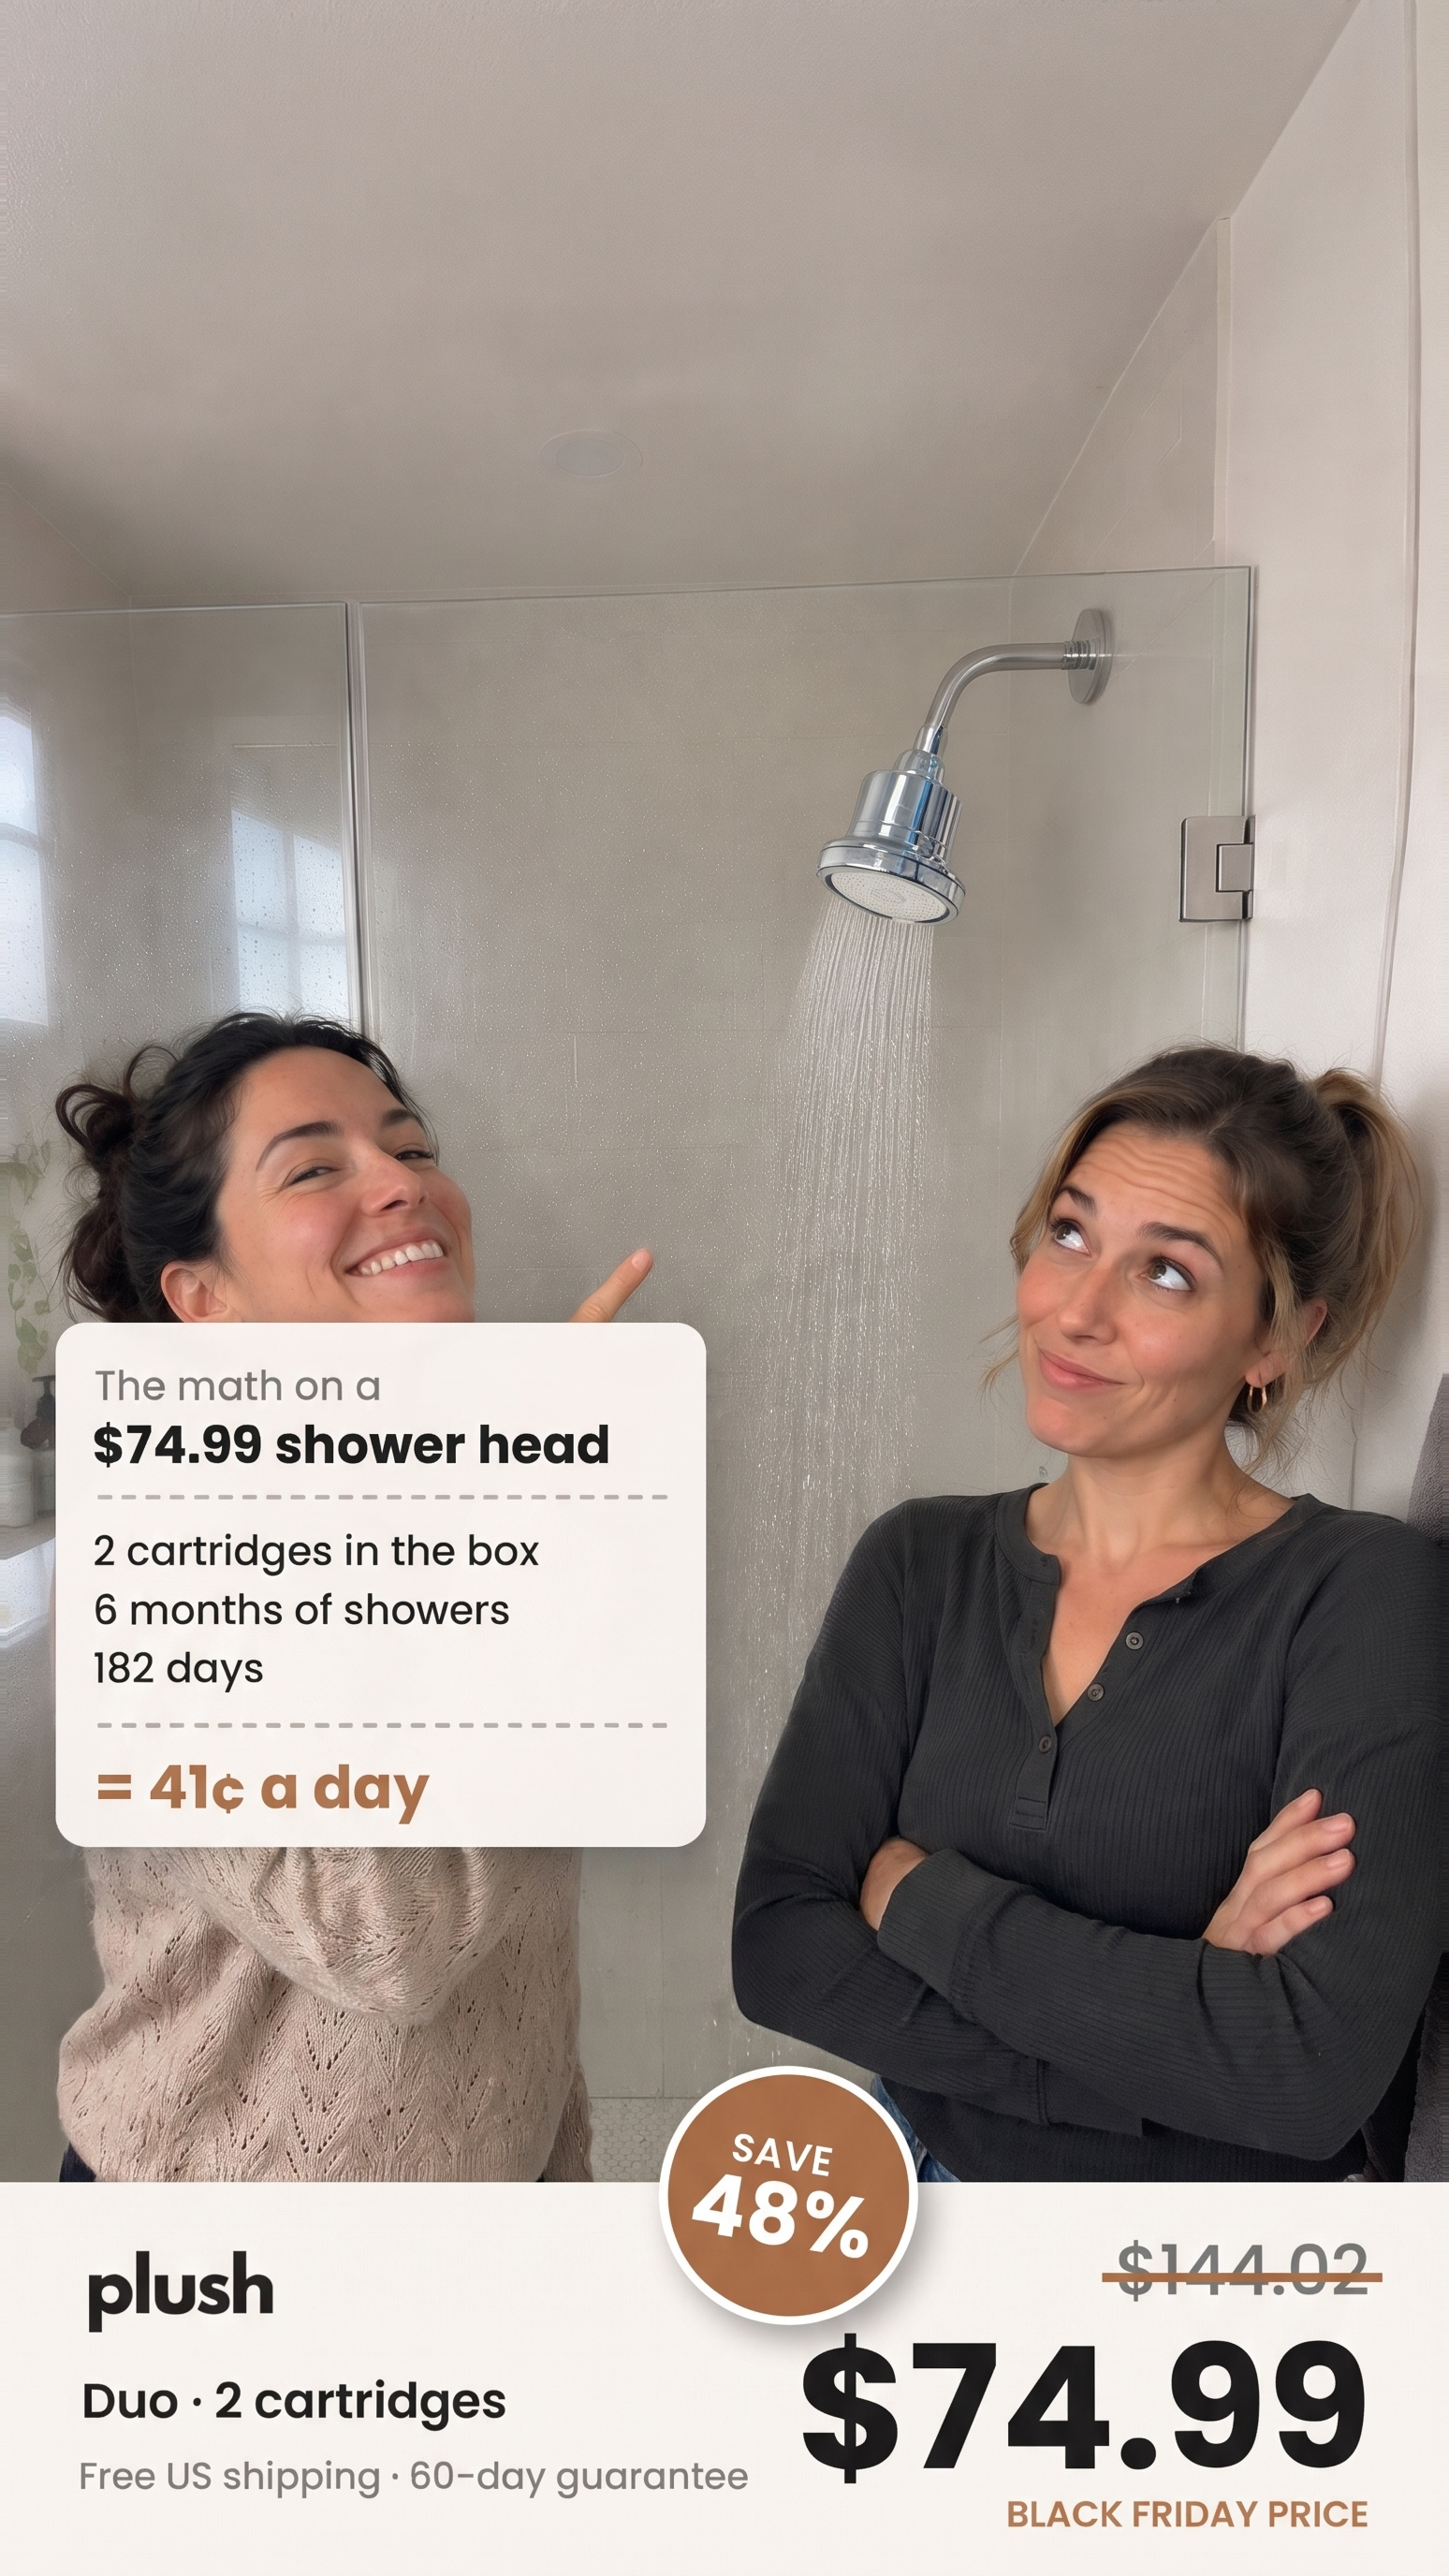 The math on a
$74.99 shower head
2 cartridges in the box
6 months of showers
182 days
= 41¢ a day
SAVE
48%
plush
Duo · 2 cartridges
Free US shipping · 60-day guarantee
$144.02
$74.99
BLACK FRIDAY PRICE